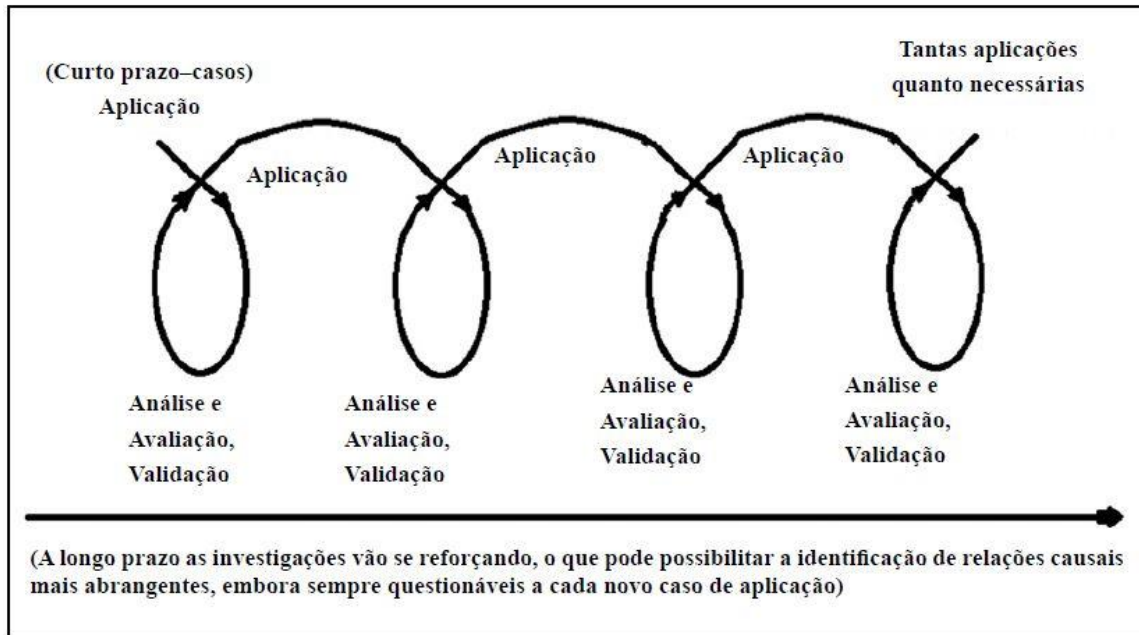 (Curto prazo–casos)
Aplicação
Tantas aplicações
quanto necessárias
Aplicação
Aplicação
Aplicação
Análise e
Avaliação,
Validação
Análise e
Avaliação,
Validação
Análise e
Avaliação,
Validação
Análise e
Avaliação,
Validação
(A longo prazo as investigações vão se reforçando, o que pode possibilitar a identificação de relações causais
mais abrangentes, embora sempre questionáveis a cada novo caso de aplicação)